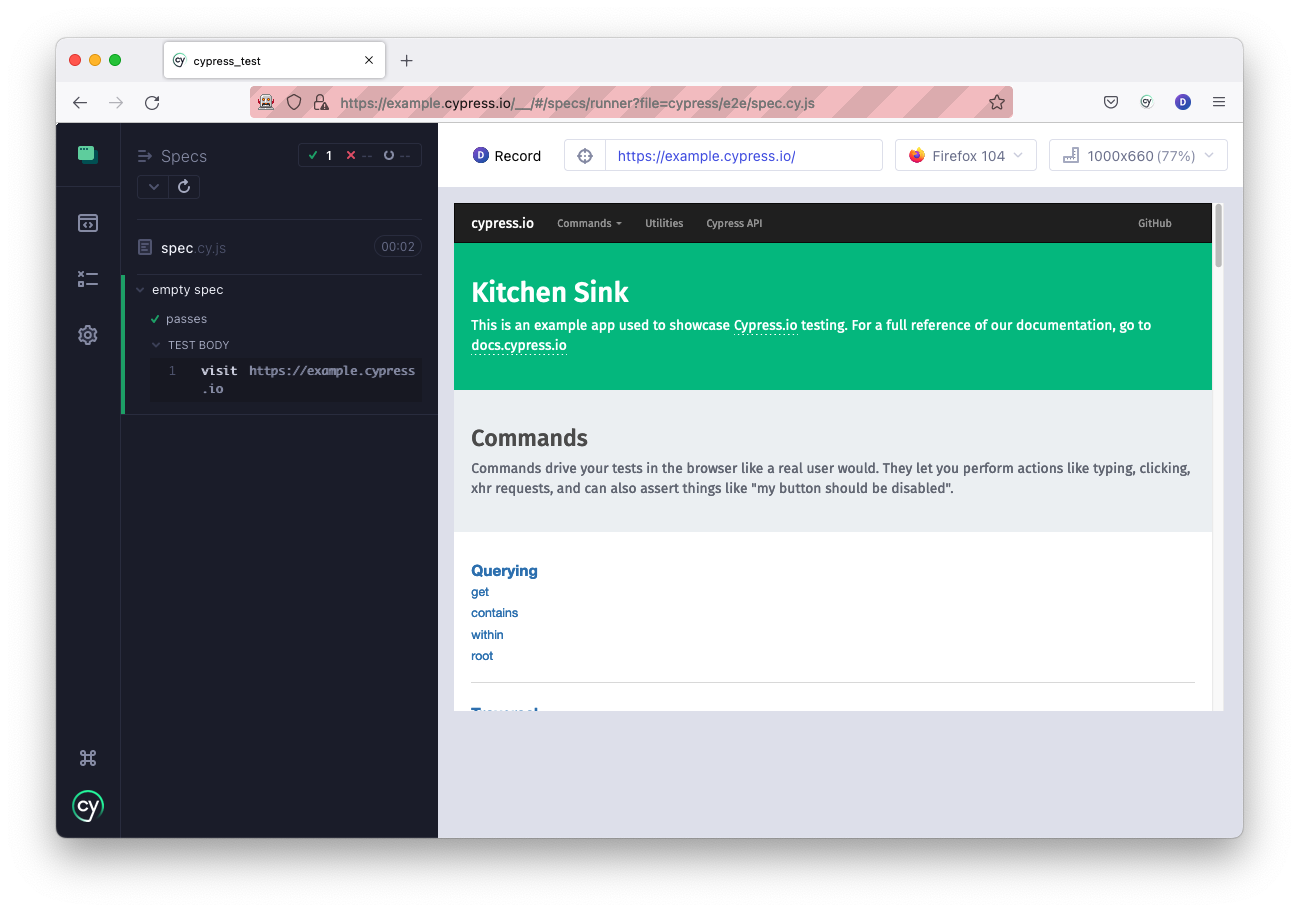 cypress_test
https://example.cypress.io/__/#/specs/runner?file=cypress/e2e/spec.cy.js
cy
D
Specs
1 -- --
D Record
https://example.cypress.io/
Firefox 104
1000x660 (77%)
spec.cy.js
00:02
empty spec
passes
TEST BODY
1 visit https://example.cypress
.io
cy
cypress.io
Commands
Utilities
Cypress API
GitHub
Kitchen Sink
This is an example app used to showcase Cypress.io testing. For a full reference of our documentation, go to
docs.cypress.io
Commands
Commands drive your tests in the browser like a real user would. They let you perform actions like typing, clicking,
xhr requests, and can also assert things like "my button should be disabled".
Querying
get
contains
within
root